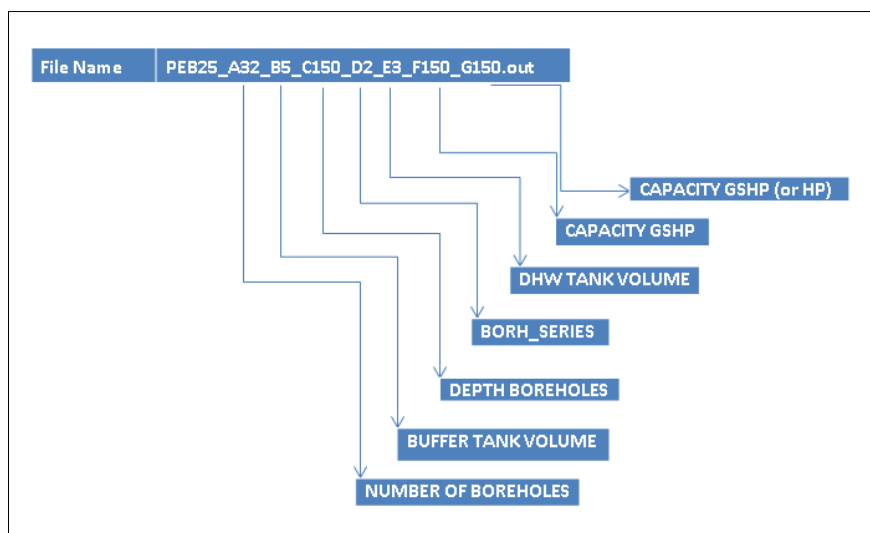 File Name PEB25_A32_B5_C150_D2_E3_F150_G150.out
CAPACITY GSHP (or HP)
CAPACITY GSHP
DHW TANK VOLUME
BORH_SERIES
DEPTH BOREHOLES
BUFFER TANK VOLUME
NUMBER OF BOREHOLES